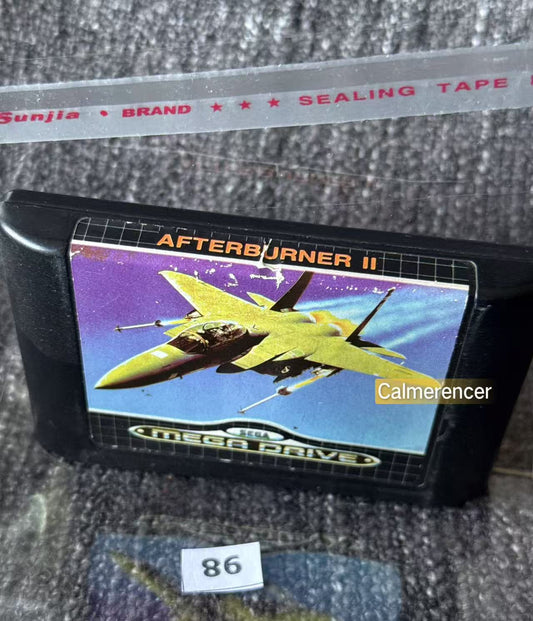 Sunjia • BRAND ★ ★ ★ SEALING TAPE
AFTERBURNER II
Calmerencer
SEGA
MEGA DRIVE
86